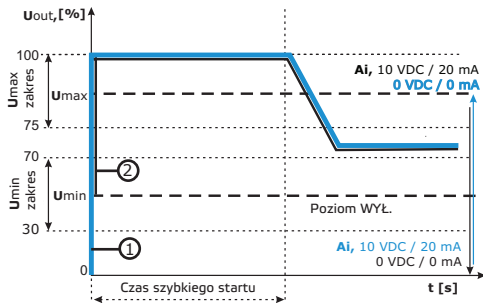 Uout,[%]
100
Umax
zakres
Umax
75
70
Umin
zakres
Umin
30
0
Ai, 10 VDC / 20 mA
0 VDC / 0 mA
2
Poziom WYŁ.
1
Ai, 10 VDC / 20 mA
0 VDC / 0 mA
Czas szybkiego startu
t [s]